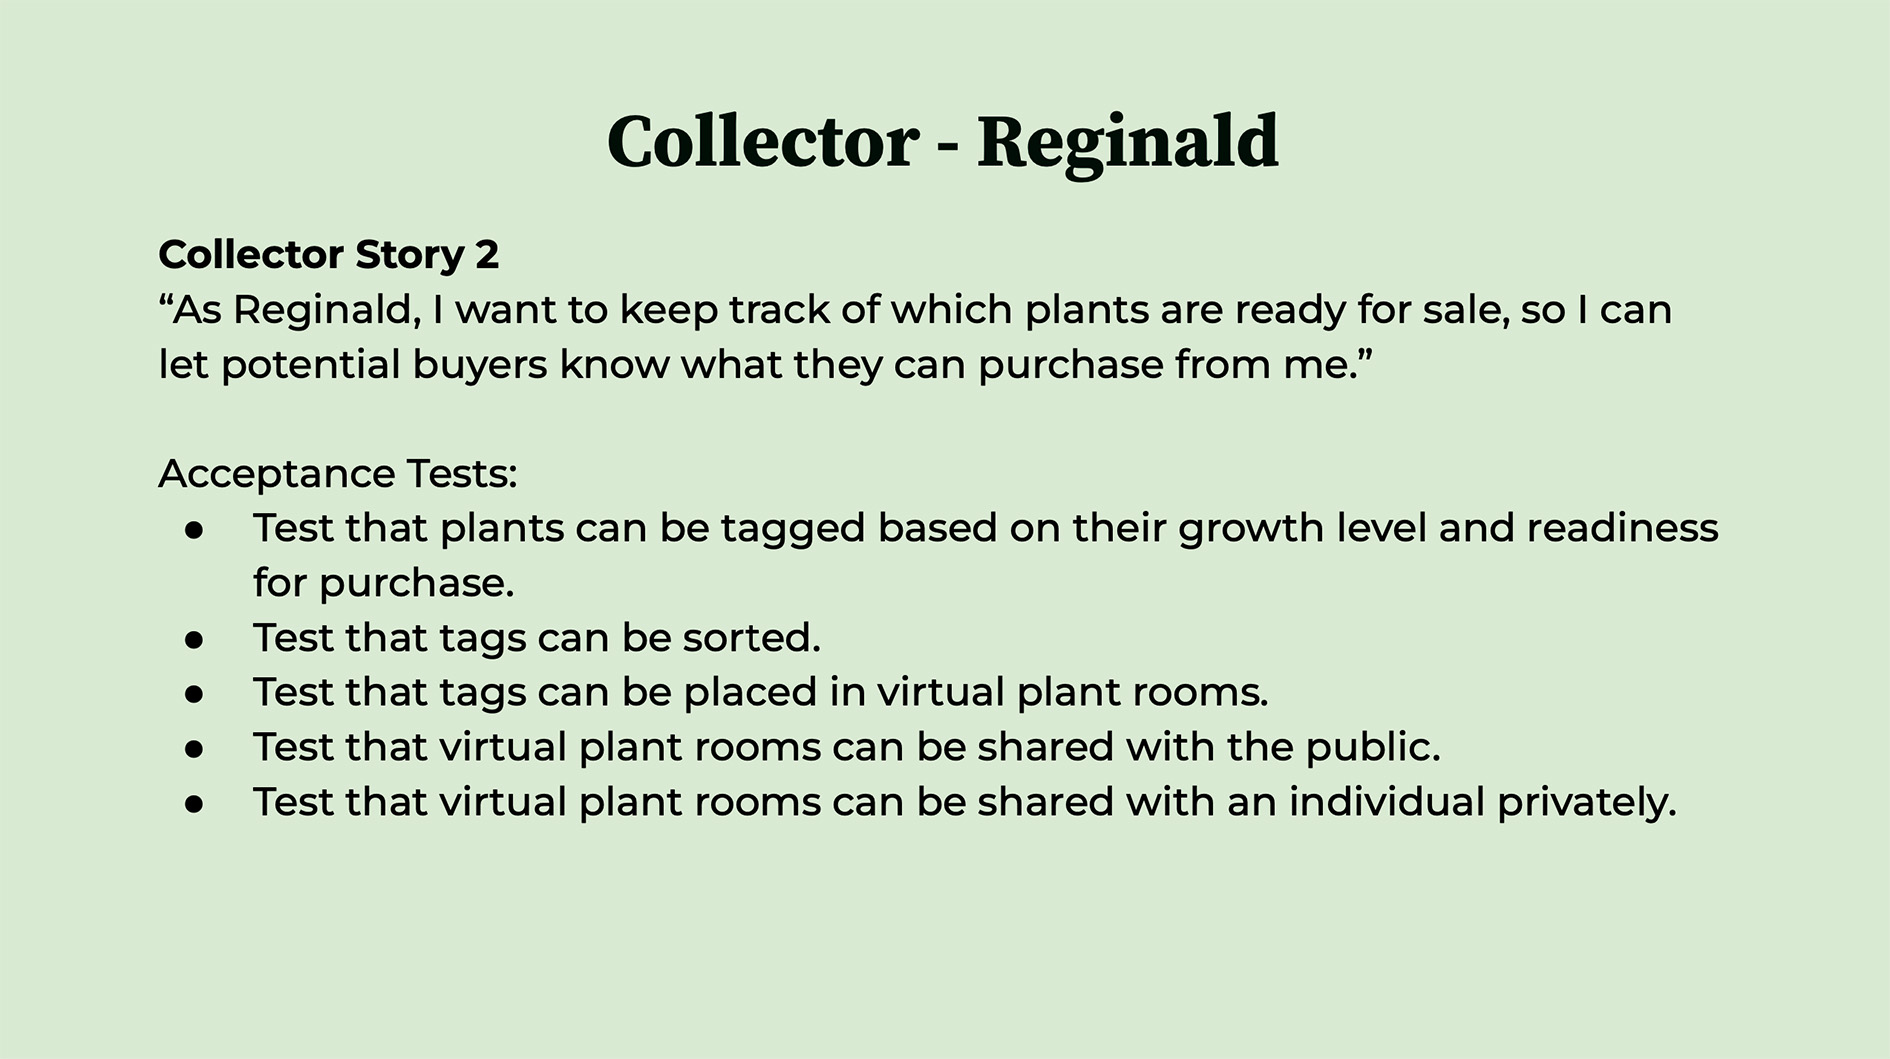 Collector - Reginald
Collector Story 2
“As Reginald, I want to keep track of which plants are ready for sale, so I can
let potential buyers know what they can purchase from me.”
Acceptance Tests:
● Test that plants can be tagged based on their growth level and readiness
for purchase.
● Test that tags can be sorted.
● Test that tags can be placed in virtual plant rooms.
● Test that virtual plant rooms can be shared with the public.
● Test that virtual plant rooms can be shared with an individual privately.